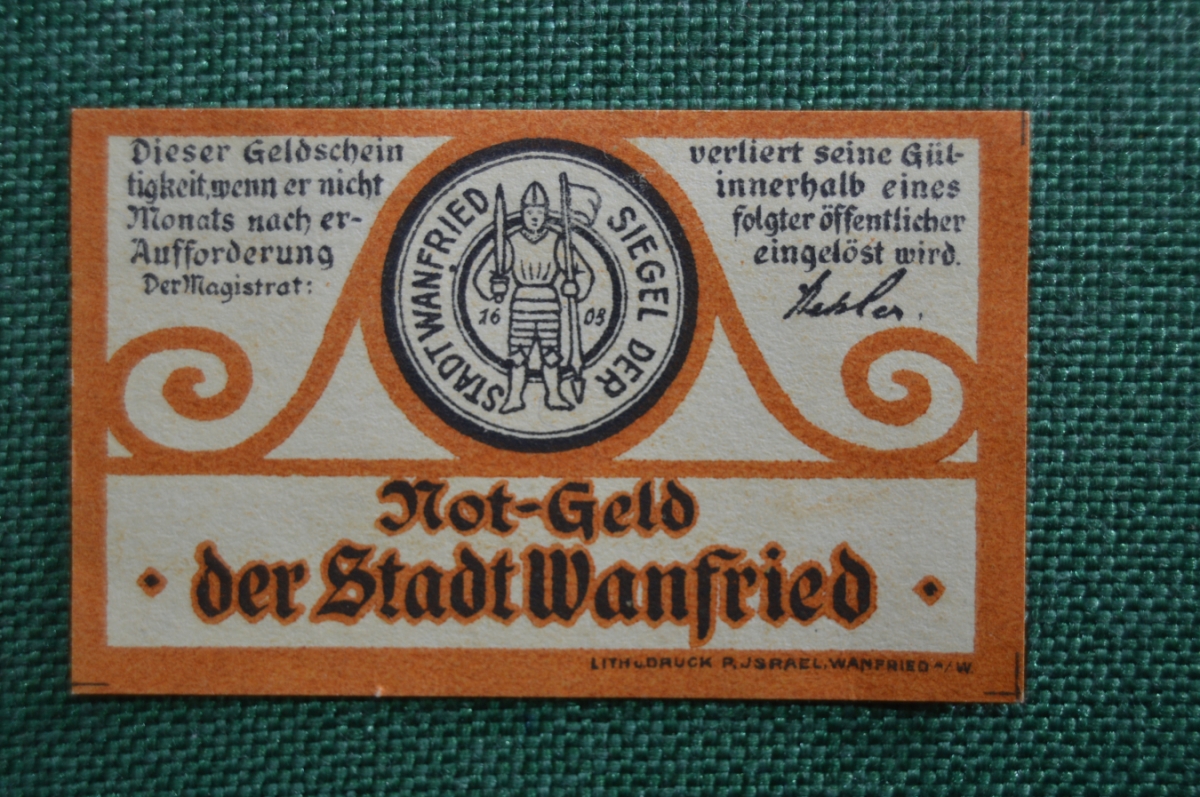 Dieser Geldschein verliert seine Gül-
tigkeit, wenn er nicht innerhalb eines
Monats nach er- folgter öffentlicher
Aufforderung eingelöst wird.
Der Magistrat:
SIEGEL DER STADT WANFRIED
16 08
Not-Geld
der Stadt Wanfried
LITH. DRUCK P. JSRAEL, WANFRIED a/W.